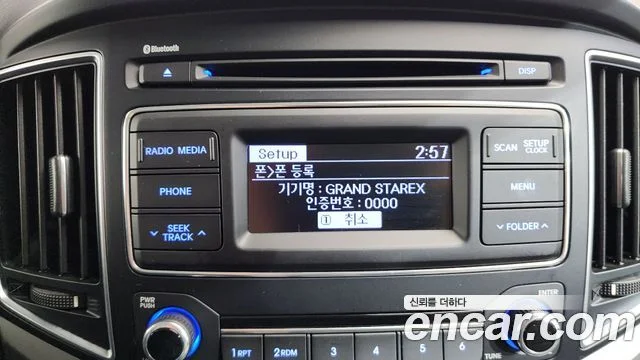 Bluetooth
DISP
RADIO MEDIA
Setup 2:57
폰>폰 등록
기기명 : GRAND STAREX
인증번호 : 0000
1 취소
SCAN SETUP CLOCK
PHONE
MENU
SEEK TRACK
FOLDER
PWR PUSH
ENTER
신뢰를 더하다
encar.com
1 RPT 2 RDM 3 4 5 6
TUNE